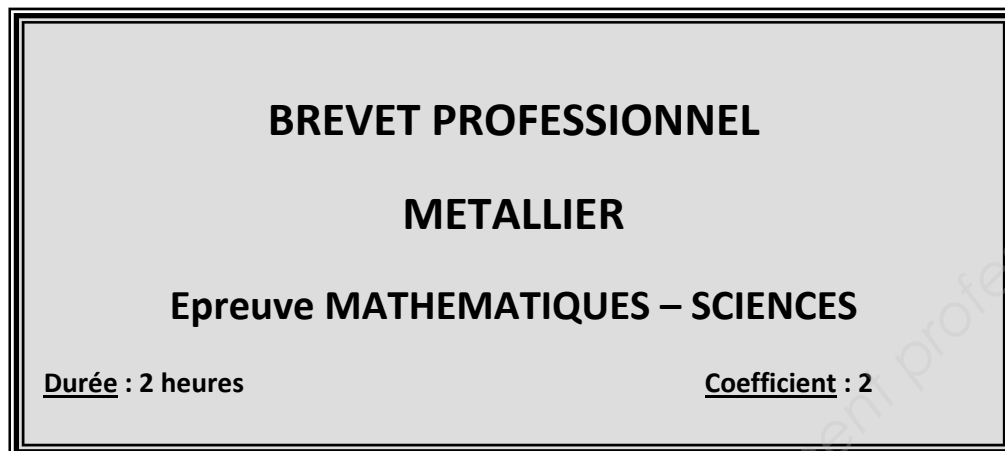 BREVET PROFESSIONNEL
METALLIER
Epreuve MATHEMATIQUES – SCIENCES
Durée : 2 heures Coefficient : 2